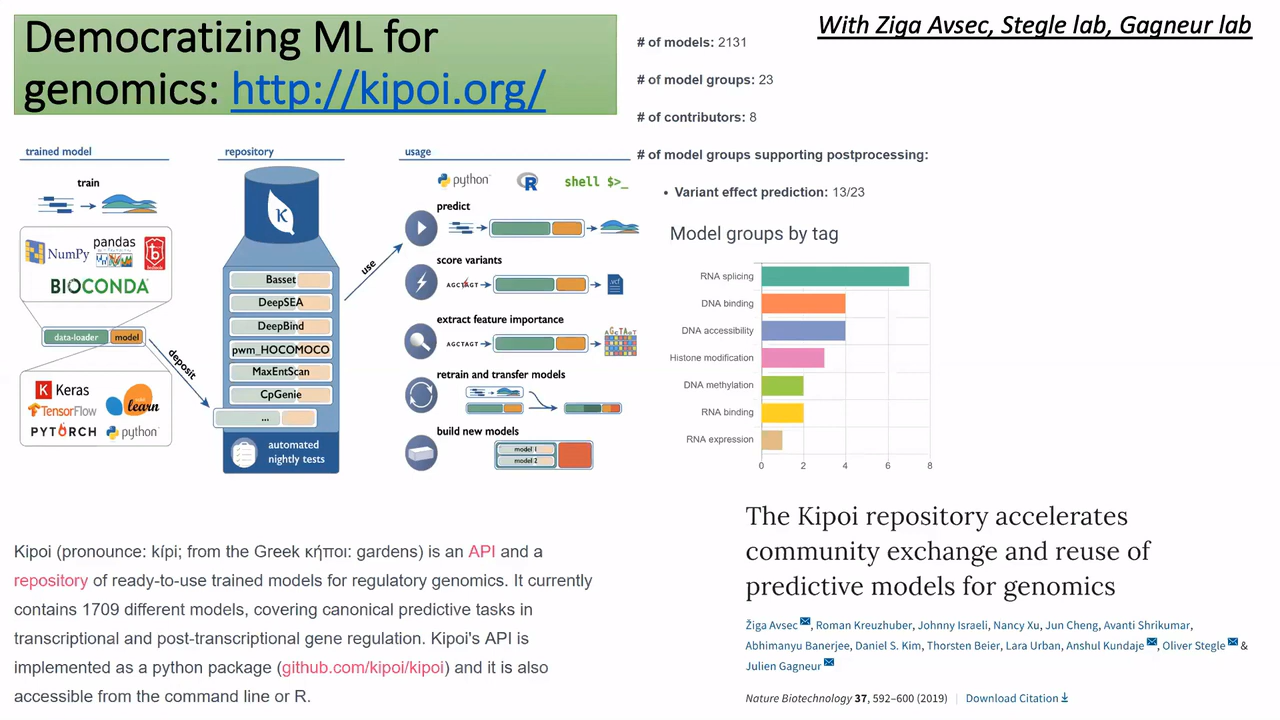 Democratizing ML for
genomics: http://kipoi.org/
With Ziga Avsec, Stegle lab, Gagneur lab
# of models: 2131
# of model groups: 23
# of contributors: 8
# of model groups supporting postprocessing:
• Variant effect prediction: 13/23
trained model
train
NumPy
pandas
BIOCONDA
data-loader
model
Keras
TensorFlow
learn
PYTORCH
python
deposit
repository
K
Basset
DeepSEA
DeepBind
pwm_HOCOMOCO
MaxEntScan
CpGenie
...
automated
nightly tests
use
usage
python
R
shell $>_
predict
score variants
AGCTAGT
.vcf
extract feature importance
AGCTAGT
AGCTAGT
retrain and transfer models
build new models
model 1
model 2
Model groups by tag
RNA splicing
DNA binding
DNA accessibility
Histone modification
DNA methylation
RNA binding
RNA expression
0 2 4 6 8
Kipoi (pronounce: kípi; from the Greek κήποι: gardens) is an API and a
repository of ready-to-use trained models for regulatory genomics. It currently
contains 1709 different models, covering canonical predictive tasks in
transcriptional and post-transcriptional gene regulation. Kipoi's API is
implemented as a python package (github.com/kipoi/kipoi) and it is also
accessible from the command line or R.
The Kipoi repository accelerates
community exchange and reuse of
predictive models for genomics
Žiga Avsec, Roman Kreuzhuber, Johnny Israeli, Nancy Xu, Jun Cheng, Avanti Shrikumar,
Abhimanyu Banerjee, Daniel S. Kim, Thorsten Beier, Lara Urban, Anshul Kundaje, Oliver Stegle &
Julien Gagneur
Nature Biotechnology 37, 592–600 (2019) | Download Citation